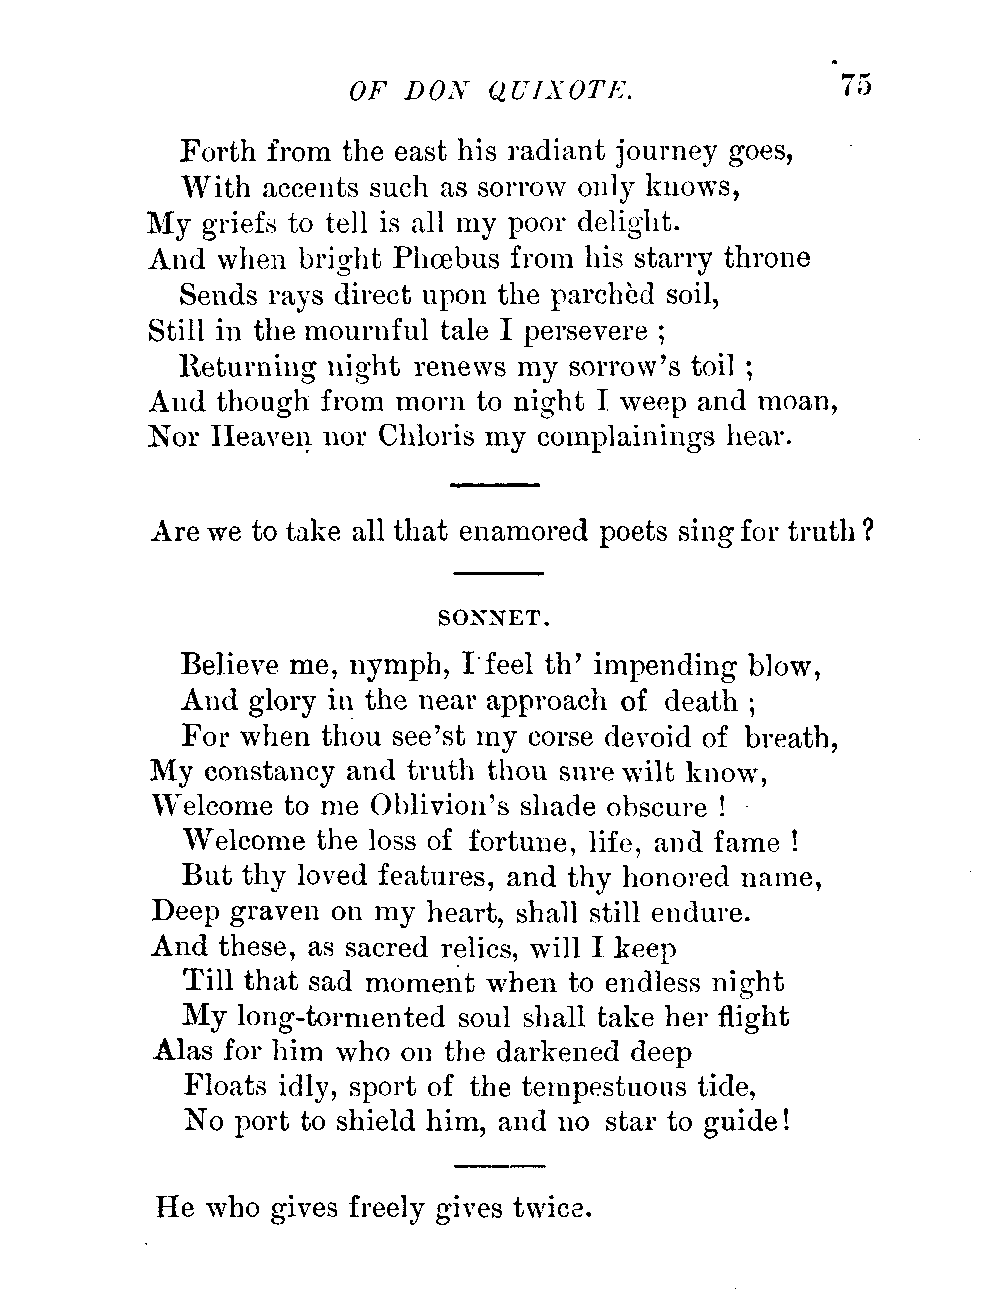 OF DON QUIXOTE. 75
Forth from the east his radiant journey goes,
With accents such as sorrow only knows,
My griefs to tell is all my poor delight.
And when bright Phœbus from his starry throne
Sends rays direct upon the parchèd soil,
Still in the mournful tale I persevere ;
Returning night renews my sorrow's toil ;
And though from morn to night I weep and moan,
Nor Heaven nor Chloris my complainings hear.
Are we to take all that enamored poets sing for truth ?
SONNET.
Believe me, nymph, I feel th' impending blow,
And glory in the near approach of death ;
For when thou see'st my corse devoid of breath,
My constancy and truth thou sure wilt know,
Welcome to me Oblivion's shade obscure !
Welcome the loss of fortune, life, and fame !
But thy loved features, and thy honored name,
Deep graven on my heart, shall still endure.
And these, as sacred relics, will I keep
Till that sad moment when to endless night
My long-tormented soul shall take her flight
Alas for him who on the darkened deep
Floats idly, sport of the tempestuous tide,
No port to shield him, and no star to guide!
He who gives freely gives twice.